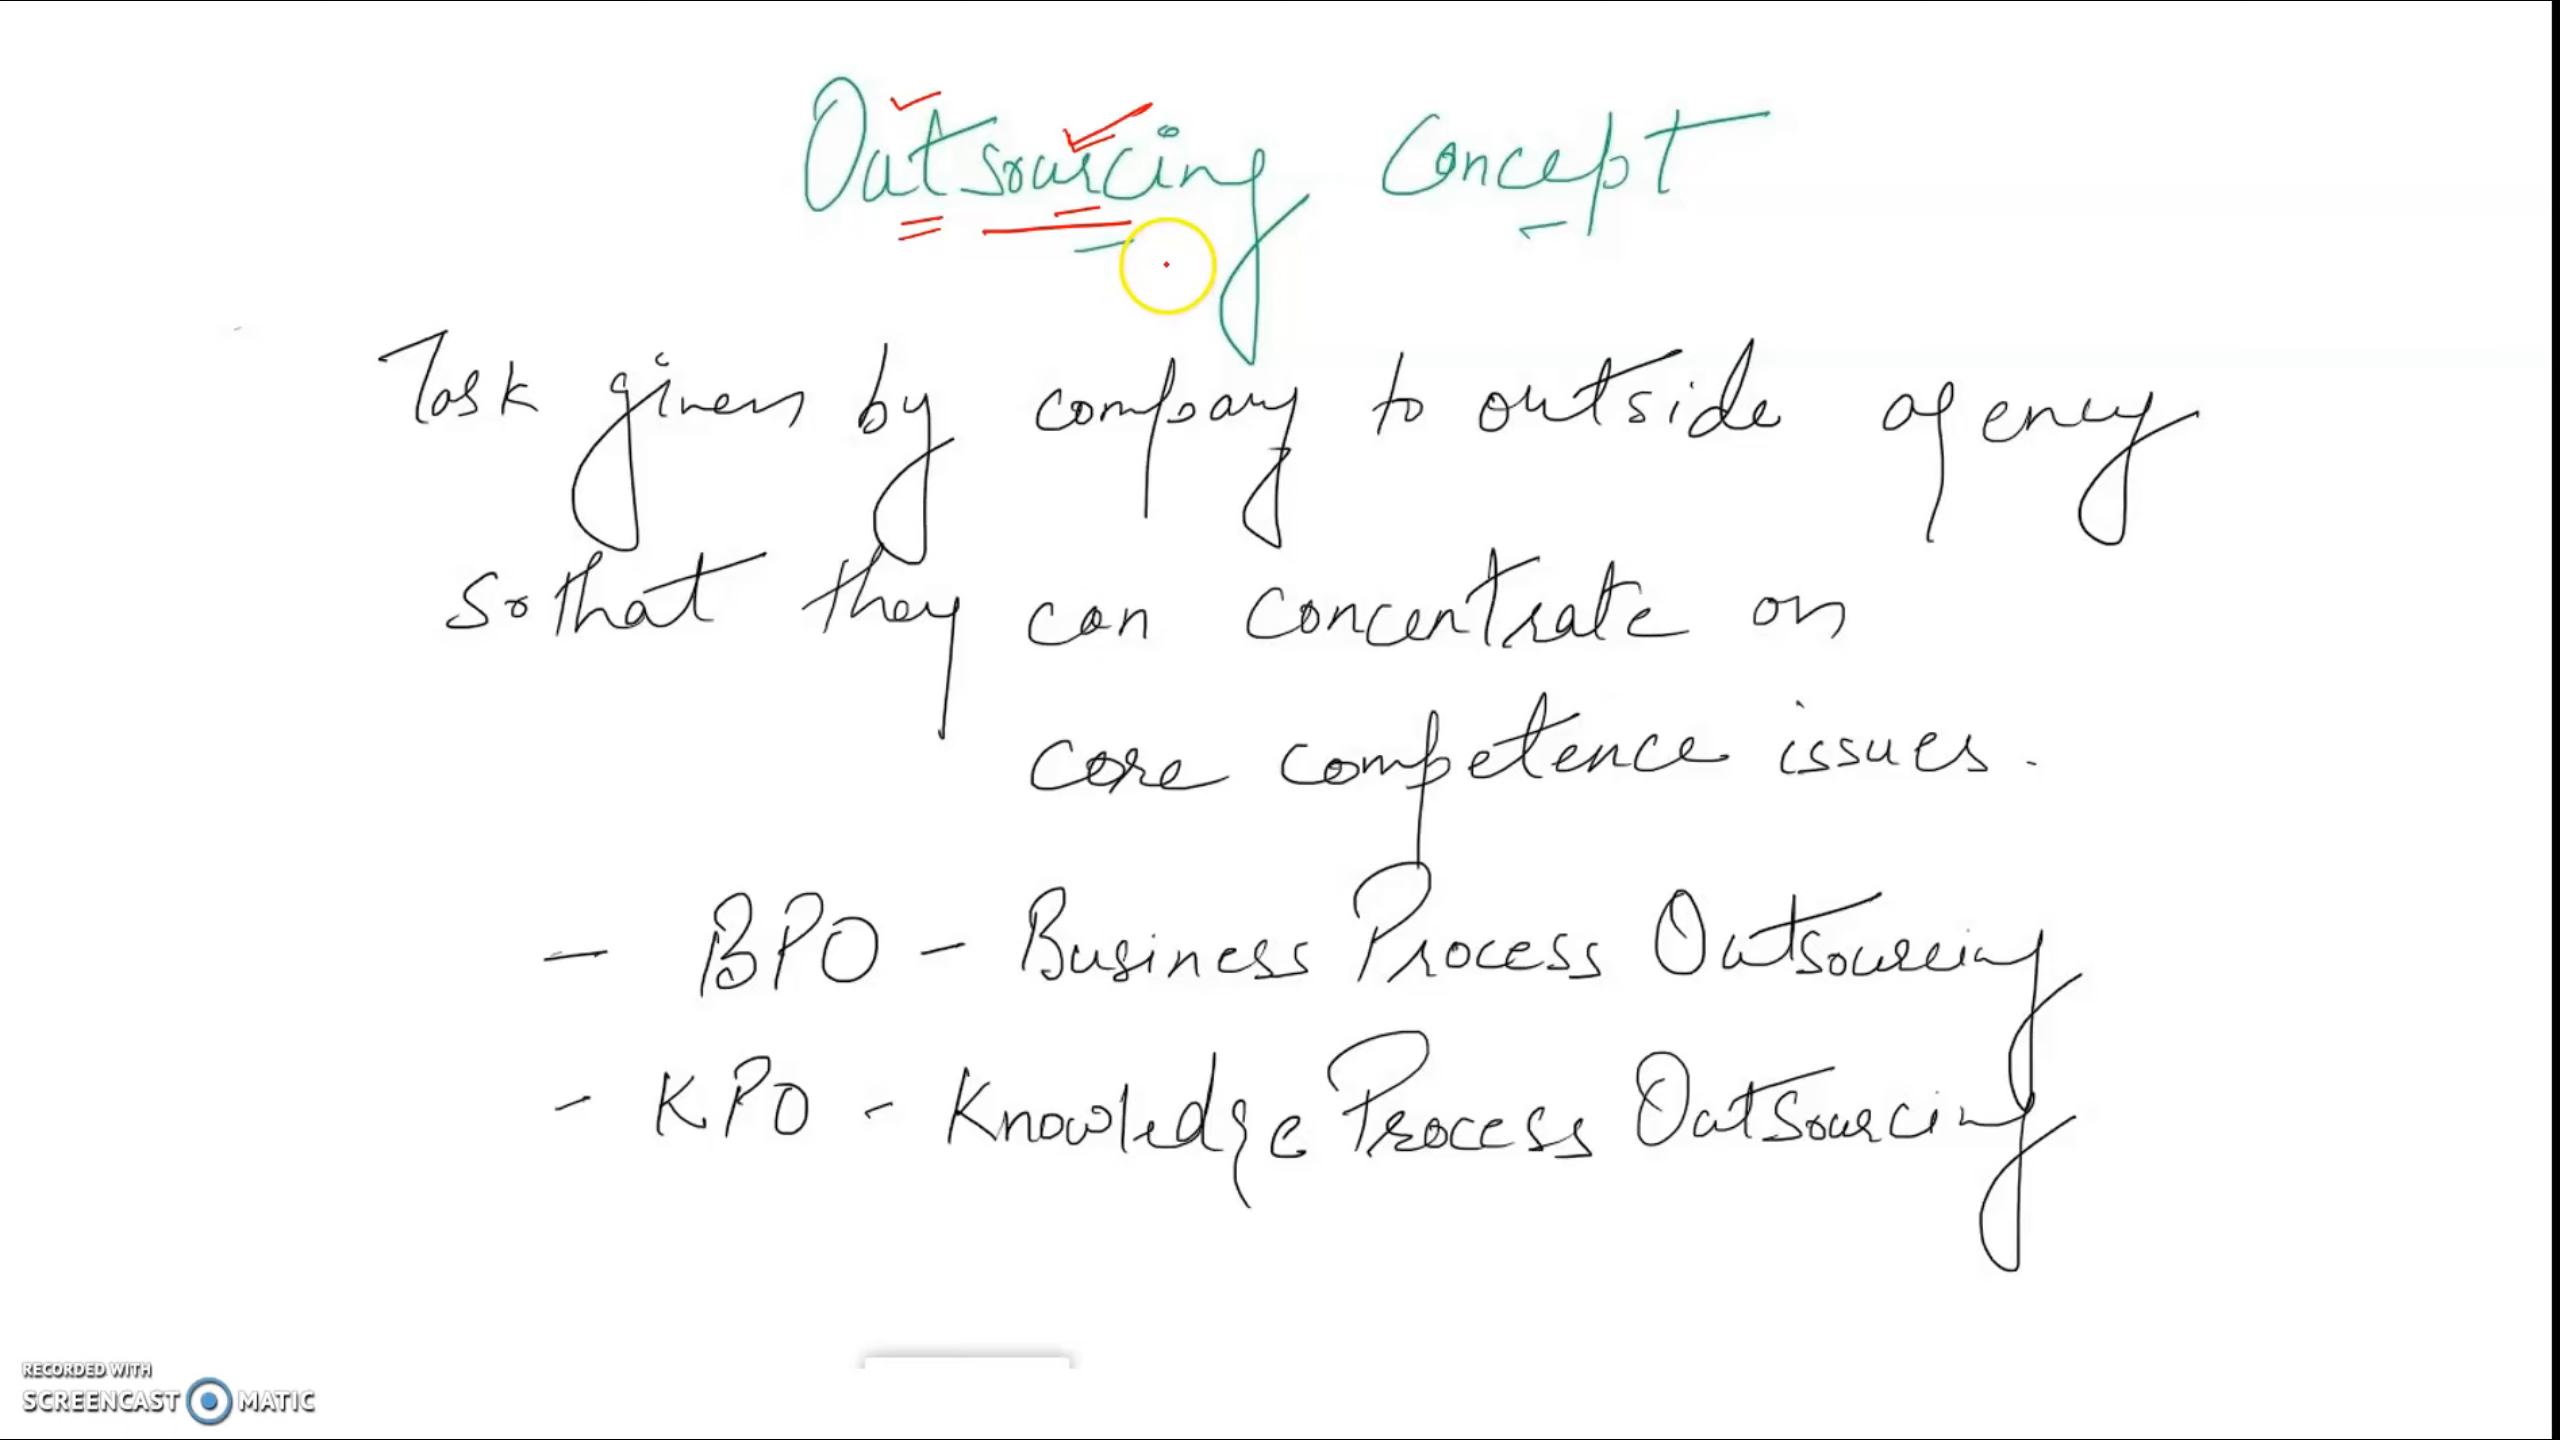 Outsourcing Concept
Task given by company to outside agency
so that they can concentrate on
core competence issues.
- BPO - Business Process Outsourcing
- KPO - Knowledge Process Outsourcing
RECORDED WITH
SCREENCAST MATIC